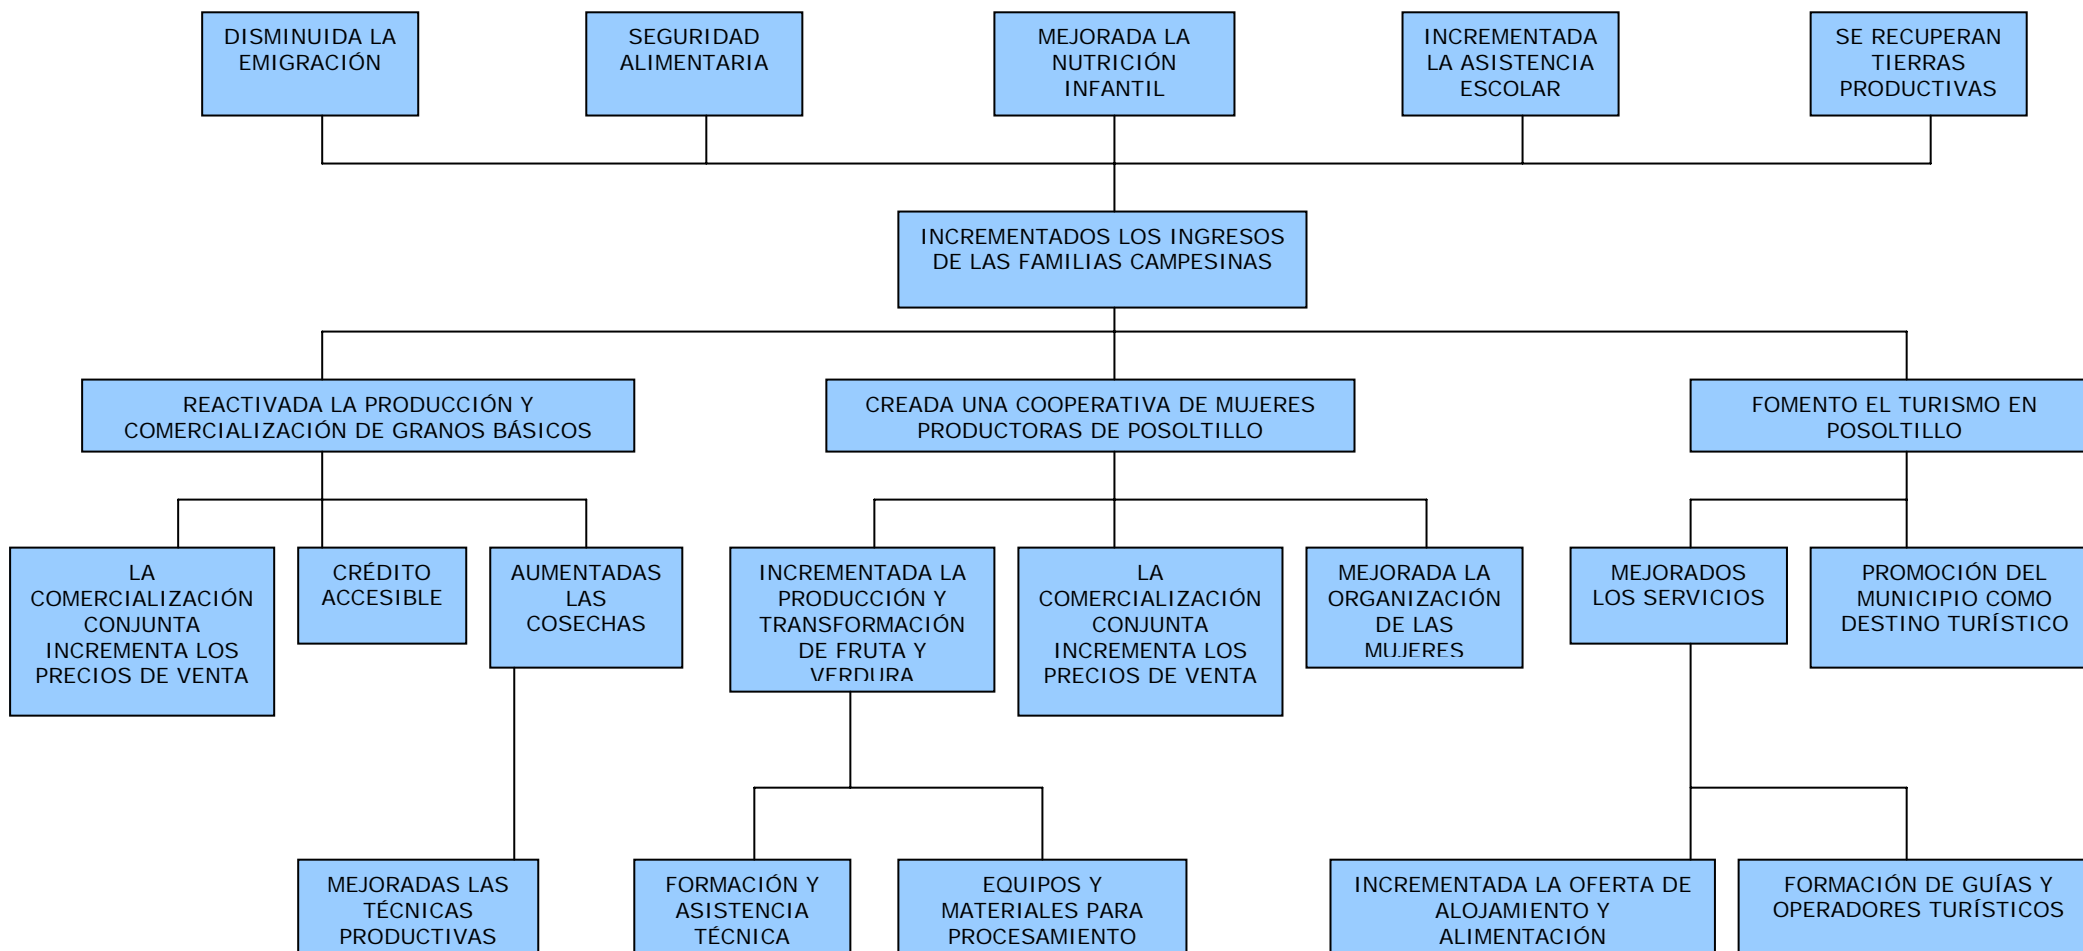 DISMINUIDA LA
EMIGRACIÓN
SEGURIDAD
ALIMENTARIA
MEJORADA LA
NUTRICIÓN
INFANTIL
INCREMENTADA
LA ASISTENCIA
ESCOLAR
SE RECUPERAN
TIERRAS
PRODUCTIVAS
INCREMENTADOS LOS INGRESOS
DE LAS FAMILIAS CAMPESINAS
REACTIVADA LA PRODUCCIÓN Y
COMERCIALIZACIÓN DE GRANOS BÁSICOS
CREADA UNA COOPERATIVA DE MUJERES
PRODUCTORAS DE POSOLTILLO
FOMENTO EL TURISMO EN
POSOLTILLO
LA
COMERCIALIZACIÓN
CONJUNTA
INCREMENTA LOS
PRECIOS DE VENTA
CRÉDITO
ACCESIBLE
AUMENTADAS
LAS
COSECHAS
INCREMENTADA LA
PRODUCCIÓN Y
TRANSFORMACIÓN
DE FRUTA Y
VERDURA
LA
COMERCIALIZACIÓN
CONJUNTA
INCREMENTA LOS
PRECIOS DE VENTA
MEJORADA LA
ORGANIZACIÓN
DE LAS
MUJERES
MEJORADOS
LOS SERVICIOS
PROMOCIÓN DEL
MUNICIPIO COMO
DESTINO TURÍSTICO
MEJORADAS LAS
TÉCNICAS
PRODUCTIVAS
FORMACIÓN Y
ASISTENCIA
TÉCNICA
EQUIPOS Y
MATERIALES PARA
PROCESAMIENTO
INCREMENTADA LA OFERTA DE
ALOJAMIENTO Y
ALIMENTACIÓN
FORMACIÓN DE GUÍAS Y
OPERADORES TURÍSTICOS